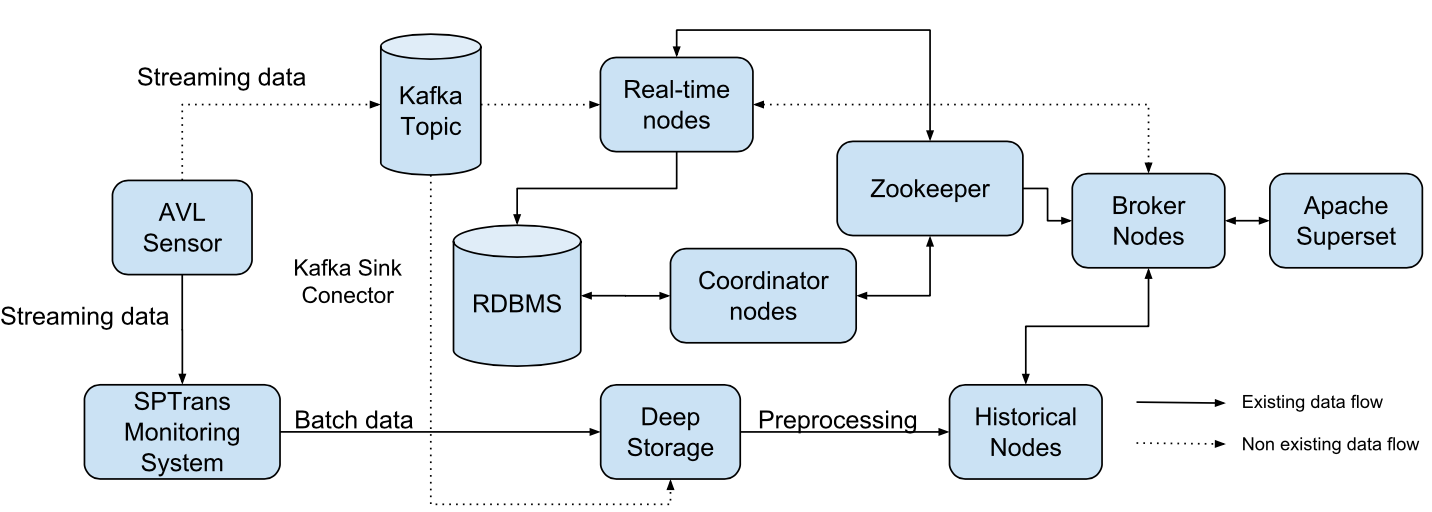 Streaming data
Kafka
Topic
Real-time
nodes
Zookeeper
Broker
Nodes
Apache
Superset
AVL
Sensor
Kafka Sink
Conector
RDBMS
Coordinator
nodes
Streaming data
SPTrans
Monitoring
System
Batch data
Deep
Storage
Preprocessing
Historical
Nodes
Existing data flow
Non existing data flow